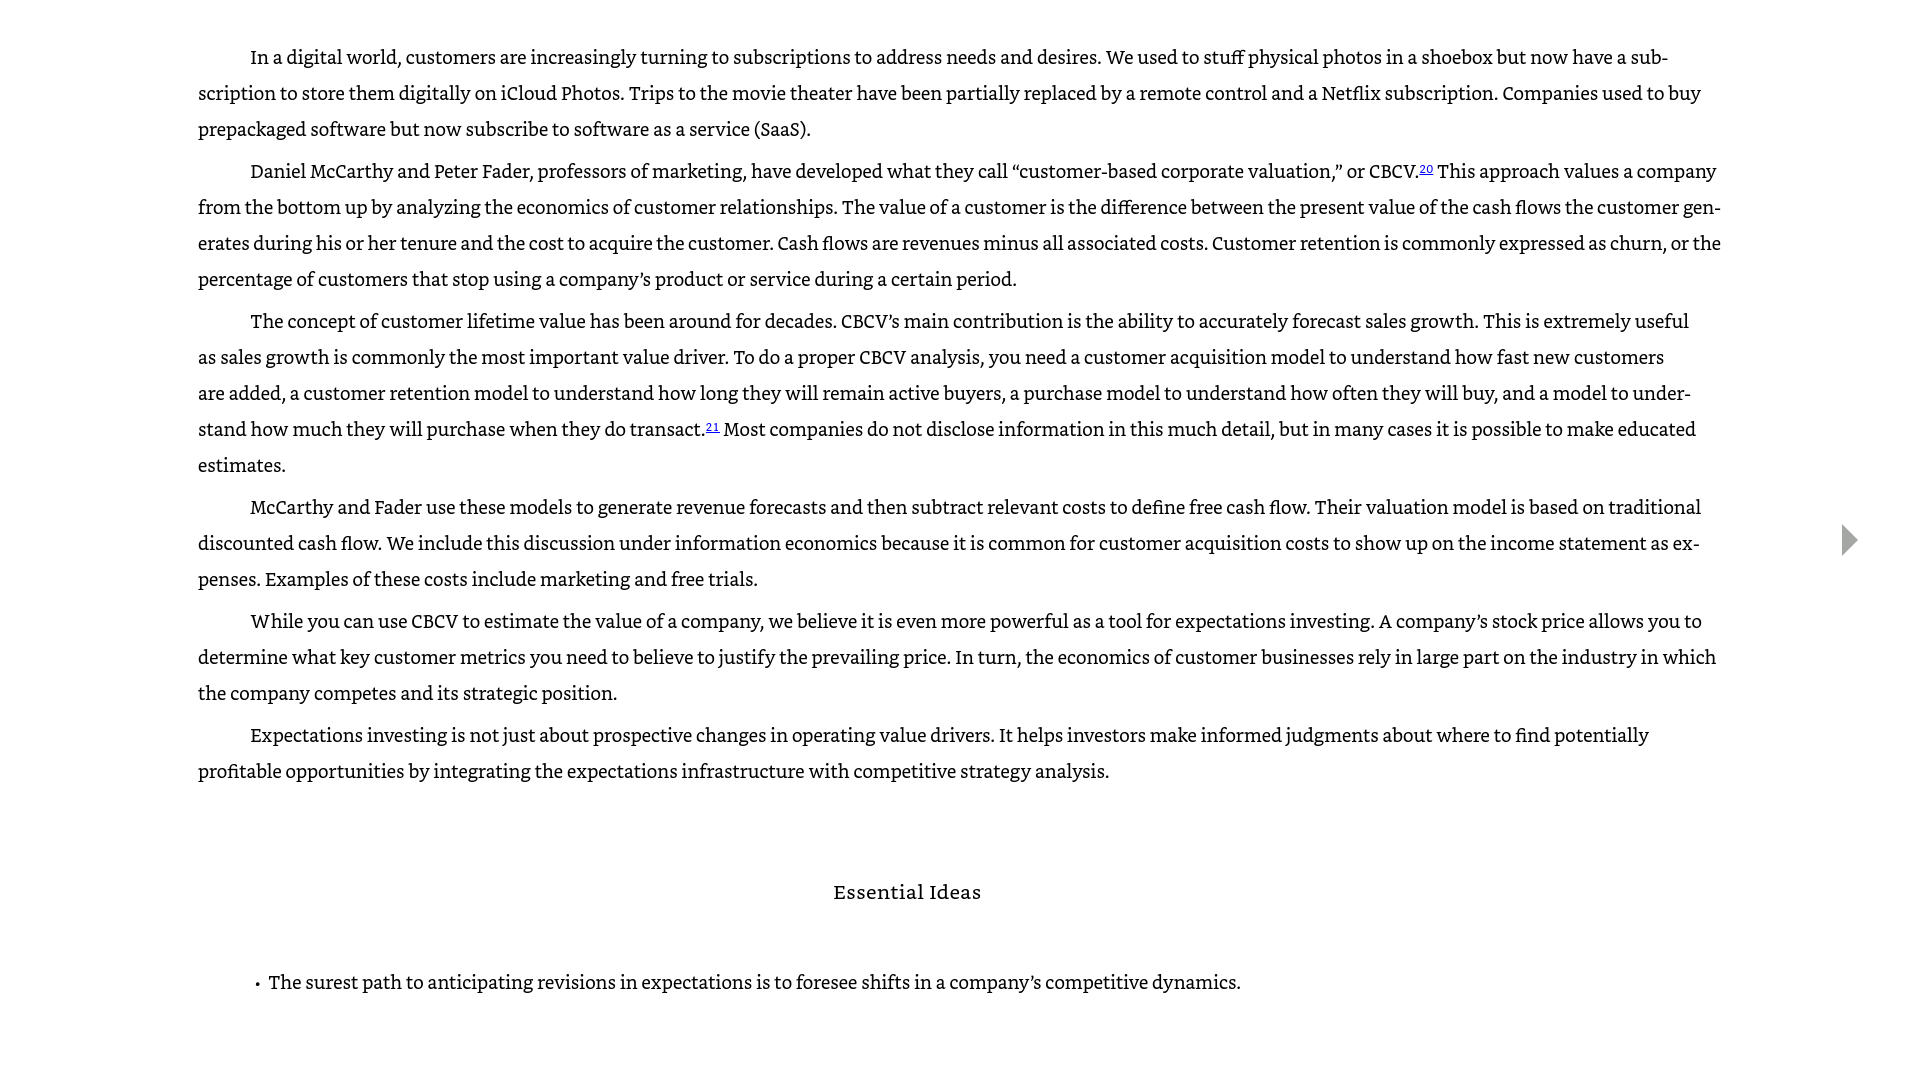 In a digital world, customers are increasingly turning to subscriptions to address needs and desires. We used to stuff physical photos in a shoebox but now have a sub-
scription to store them digitally on iCloud Photos. Trips to the movie theater have been partially replaced by a remote control and a Netflix subscription. Companies used to buy
prepackaged software but now subscribe to software as a service (SaaS).
Daniel McCarthy and Peter Fader, professors of marketing, have developed what they call “customer-based corporate valuation,” or CBCV.20 This approach values a company
from the bottom up by analyzing the economics of customer relationships. The value of a customer is the difference between the present value of the cash flows the customer gen-
erates during his or her tenure and the cost to acquire the customer. Cash flows are revenues minus all associated costs. Customer retention is commonly expressed as churn, or the
percentage of customers that stop using a company’s product or service during a certain period.
The concept of customer lifetime value has been around for decades. CBCV’s main contribution is the ability to accurately forecast sales growth. This is extremely useful
as sales growth is commonly the most important value driver. To do a proper CBCV analysis, you need a customer acquisition model to understand how fast new customers
are added, a customer retention model to understand how long they will remain active buyers, a purchase model to understand how often they will buy, and a model to under-
stand how much they will purchase when they do transact.21 Most companies do not disclose information in this much detail, but in many cases it is possible to make educated
estimates.
McCarthy and Fader use these models to generate revenue forecasts and then subtract relevant costs to define free cash flow. Their valuation model is based on traditional
discounted cash flow. We include this discussion under information economics because it is common for customer acquisition costs to show up on the income statement as ex-
penses. Examples of these costs include marketing and free trials.
While you can use CBCV to estimate the value of a company, we believe it is even more powerful as a tool for expectations investing. A company’s stock price allows you to
determine what key customer metrics you need to believe to justify the prevailing price. In turn, the economics of customer businesses rely in large part on the industry in which
the company competes and its strategic position.
Expectations investing is not just about prospective changes in operating value drivers. It helps investors make informed judgments about where to find potentially
profitable opportunities by integrating the expectations infrastructure with competitive strategy analysis.
Essential Ideas
• The surest path to anticipating revisions in expectations is to foresee shifts in a company’s competitive dynamics.